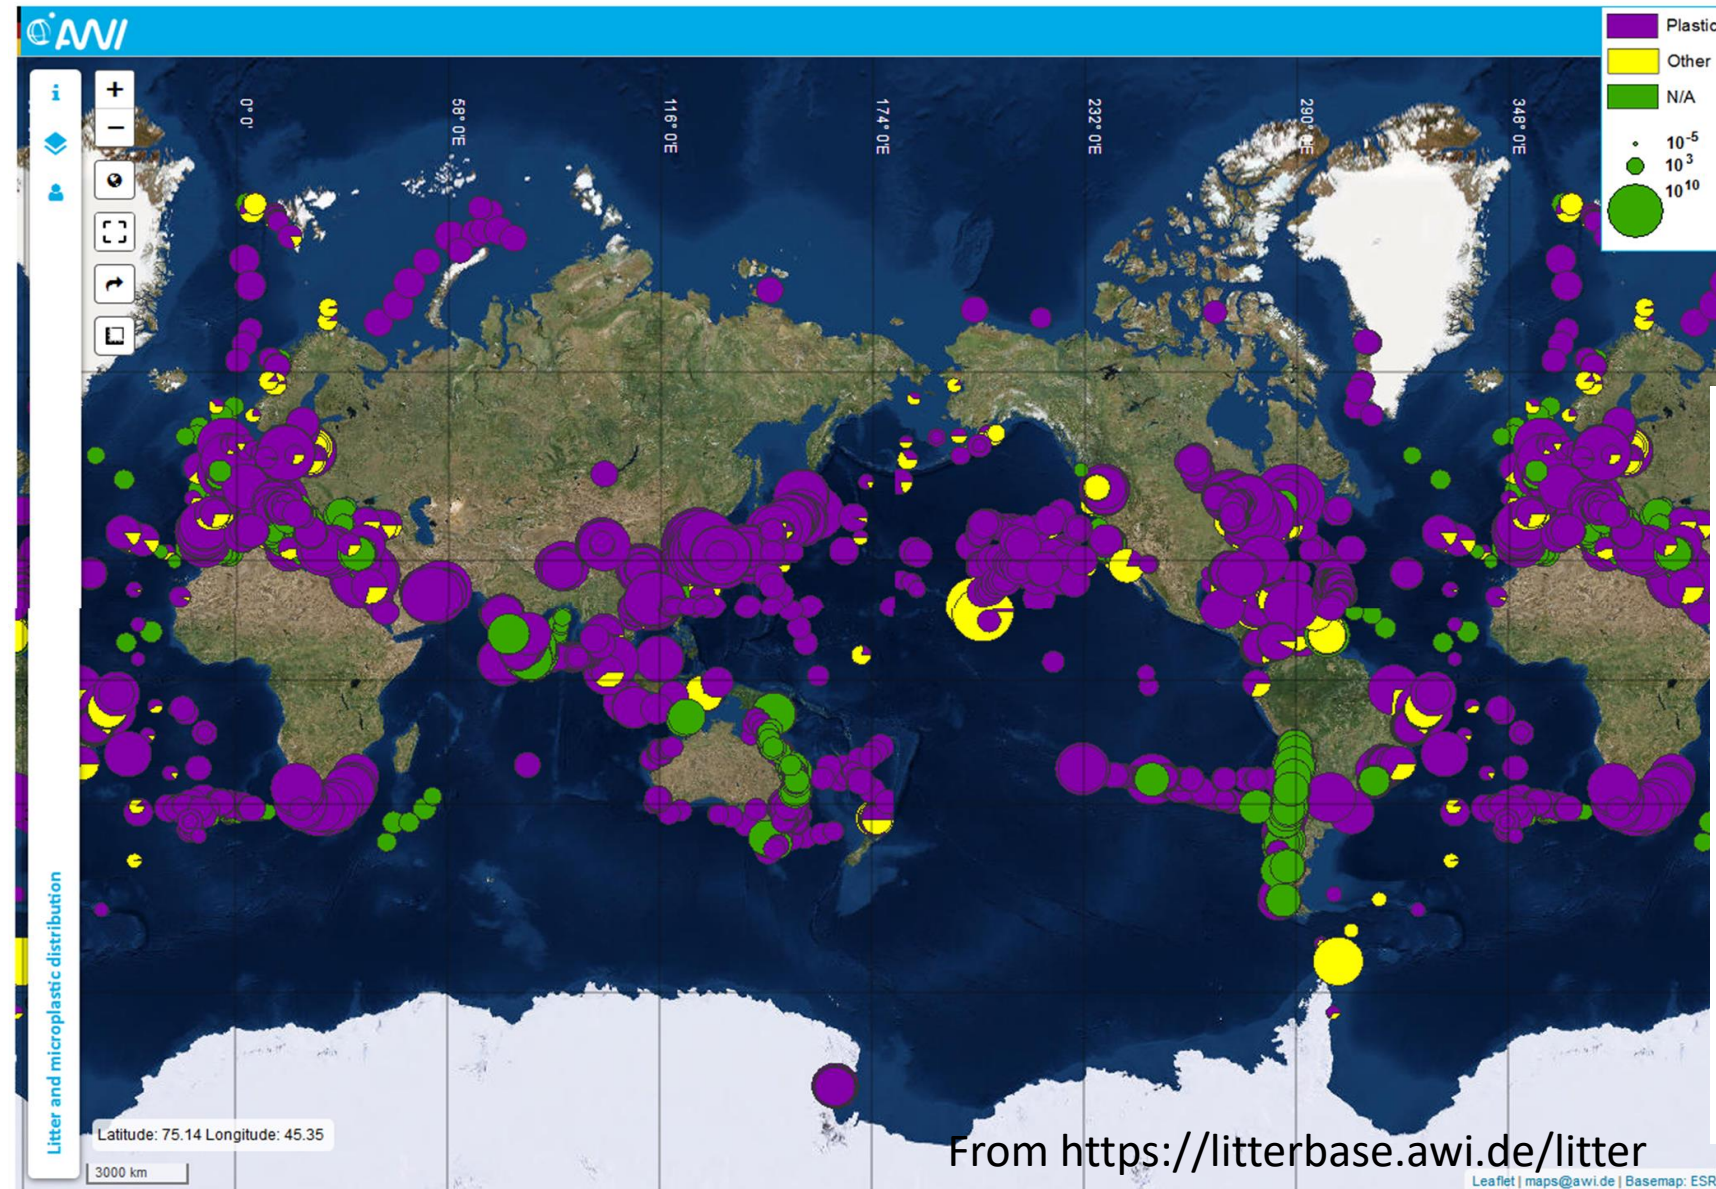 AWI
Plastic
Other
N/A
10-5
10 3
10 10
i
+
−
0° 0'
58° 0'E
116° 0'E
174° 0'E
232° 0'E
290° 0'E
348° 0'E
Litter and microplastic distribution
Latitude: 75.14 Longitude: 45.35
3000 km
From https://litterbase.awi.de/litter
Leaflet | maps@awi.de | Basemap: ESR